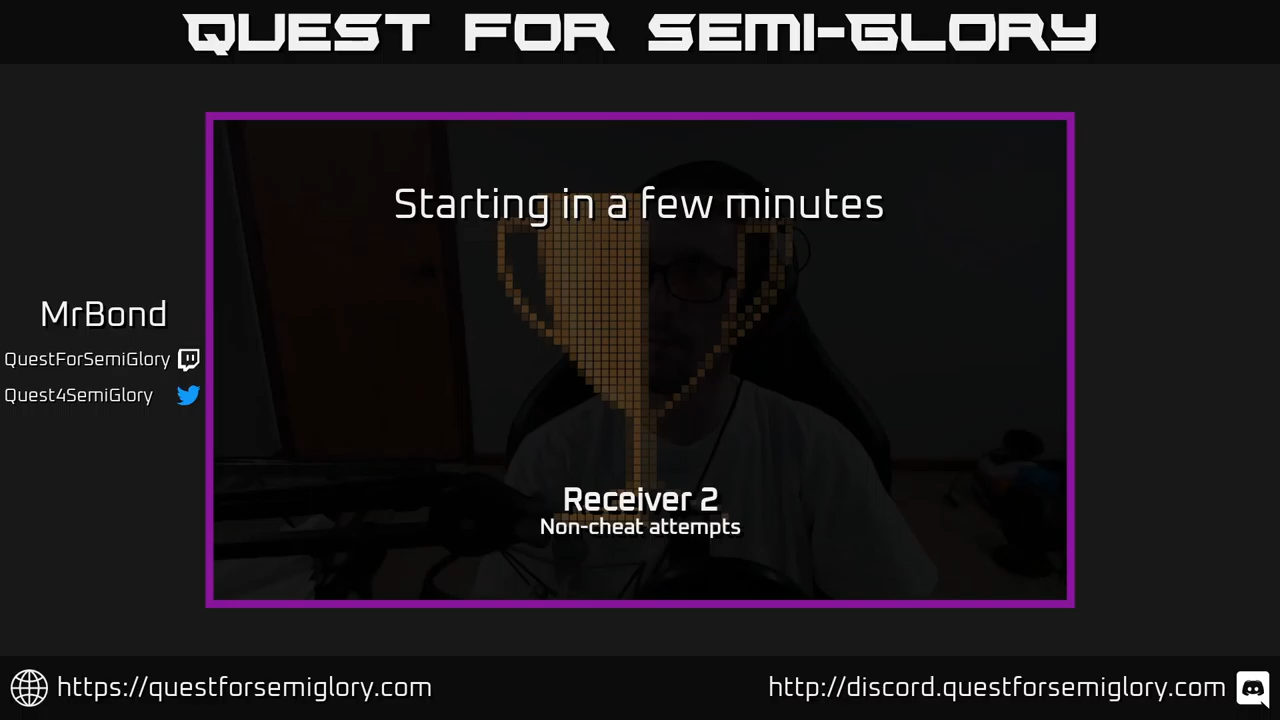 QUEST FOR SEMI-GLORY
Starting in a few minutes
MrBond
QuestForSemiGlory
Quest4SemiGlory
Receiver 2
Non-cheat attempts
https://questforsemiglory.com
http://discord.questforsemiglory.com